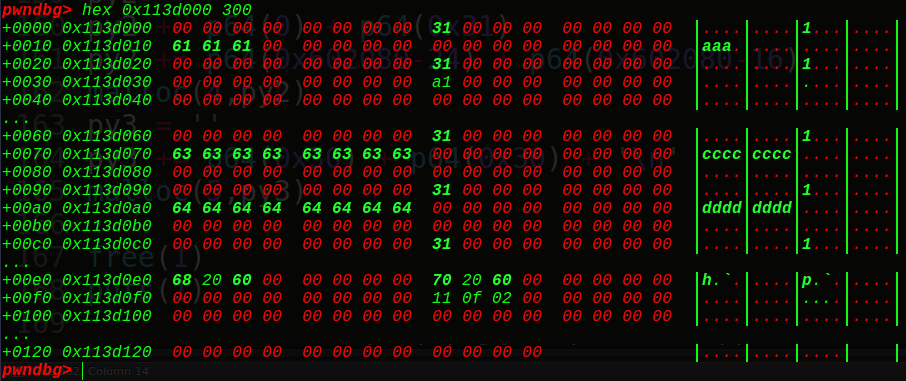 pwndbg> hex 0x113d000 300
+0000 0x113d000  00 00 00 00  00 00 00 00  31 00 00 00  00 00 00 00  │....│....│1...│....│
+0010 0x113d010  61 61 61 00  00 00 00 00  00 00 00 00  00 00 00 00  │aaa.│....│....│....│
+0020 0x113d020  00 00 00 00  00 00 00 00  31 00 00 00  00 00 00 00  │....│....│1...│....│
+0030 0x113d030  00 00 00 00  00 00 00 00  a1 00 00 00  00 00 00 00  │....│....│....│....│
+0040 0x113d040  00 00 00 00  00 00 00 00  00 00 00 00  00 00 00 00  │....│....│....│....│
...
+0060 0x113d060  00 00 00 00  00 00 00 00  31 00 00 00  00 00 00 00  │....│....│1...│....│
+0070 0x113d070  63 63 63 63  63 63 63 63  00 00 00 00  00 00 00 00  │cccc│cccc│....│....│
+0080 0x113d080  00 00 00 00  00 00 00 00  00 00 00 00  00 00 00 00  │....│....│....│....│
+0090 0x113d090  00 00 00 00  00 00 00 00  31 00 00 00  00 00 00 00  │....│....│1...│....│
+00a0 0x113d0a0  64 64 64 64  64 64 64 64  00 00 00 00  00 00 00 00  │dddd│dddd│....│....│
+00b0 0x113d0b0  00 00 00 00  00 00 00 00  00 00 00 00  00 00 00 00  │....│....│....│....│
+00c0 0x113d0c0  00 00 00 00  00 00 00 00  31 00 00 00  00 00 00 00  │....│....│1...│....│
...
+00e0 0x113d0e0  68 20 60 00  00 00 00 00  70 20 60 00  00 00 00 00  │h.`.│....│p.`.│....│
+00f0 0x113d0f0  00 00 00 00  00 00 00 00  11 0f 02 00  00 00 00 00  │....│....│....│....│
+0100 0x113d100  00 00 00 00  00 00 00 00  00 00 00 00  00 00 00 00  │....│....│....│....│
...
+0120 0x113d120  00 00 00 00  00 00 00 00  00 00 00 00               │....│....│....│    │
pwndbg>